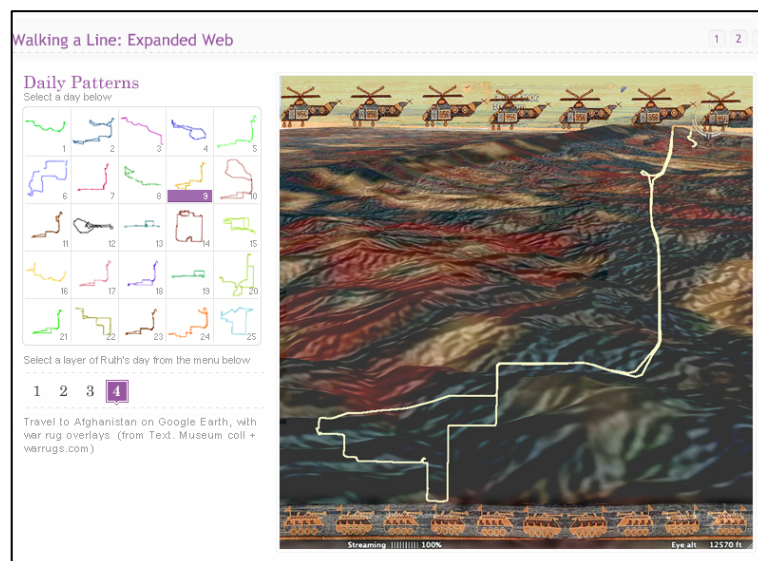 Walking a Line: Expanded Web
1 2
Daily Patterns
Select a day below
1 2 3 4 5
6 7 8 9 10
11 12 13 14 15
16 17 18 19 20
21 22 23 24 25
Select a layer of Ruth's day from the menu below
1 2 3 4
Travel to Afghanistan on Google Earth, with
war rug overlays (from Text. Museum coll +
warrugs.com)
Streaming |||||||||| 100% Eye alt 12570 ft